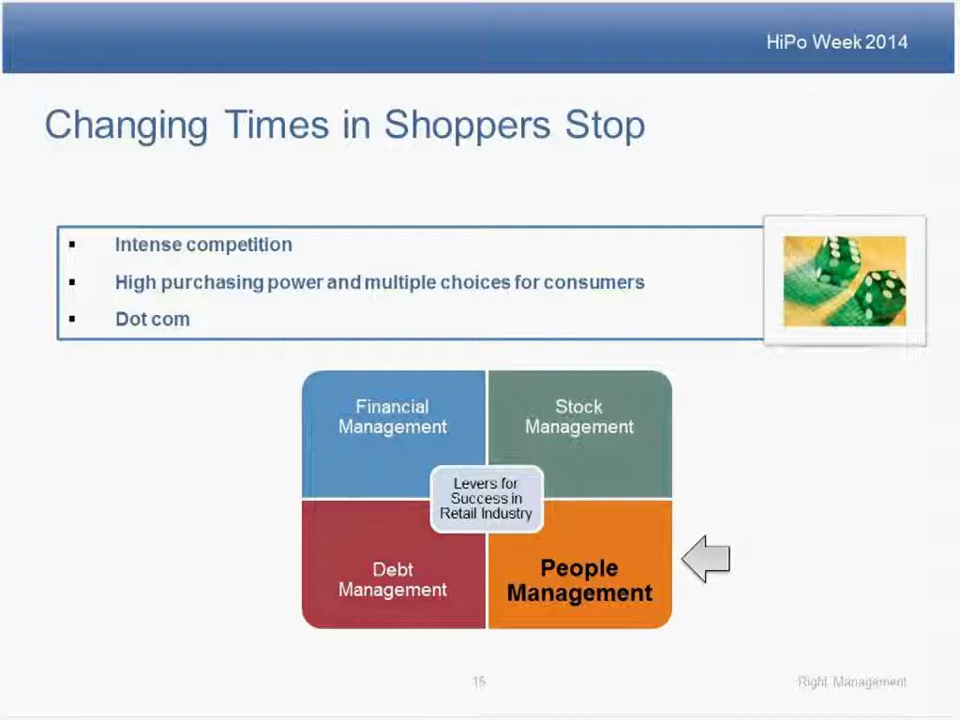 HiPo Week 2014
Changing Times in Shoppers Stop
▪ Intense competition
▪ High purchasing power and multiple choices for consumers
▪ Dot com
Financial
Management
Stock
Management
Levers for
Success in
Retail Industry
Debt
Management
People
Management
15
Right Management